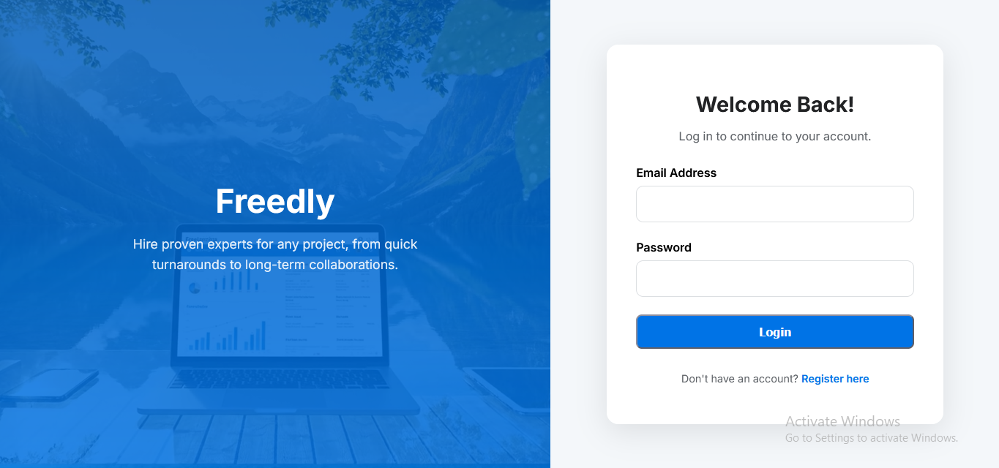 Freedly
Hire proven experts for any project, from quick
turnarounds to long-term collaborations.
Welcome Back!
Log in to continue to your account.
Email Address
Password
Login
Don't have an account? Register here
Activate Windows
Go to Settings to activate Windows.